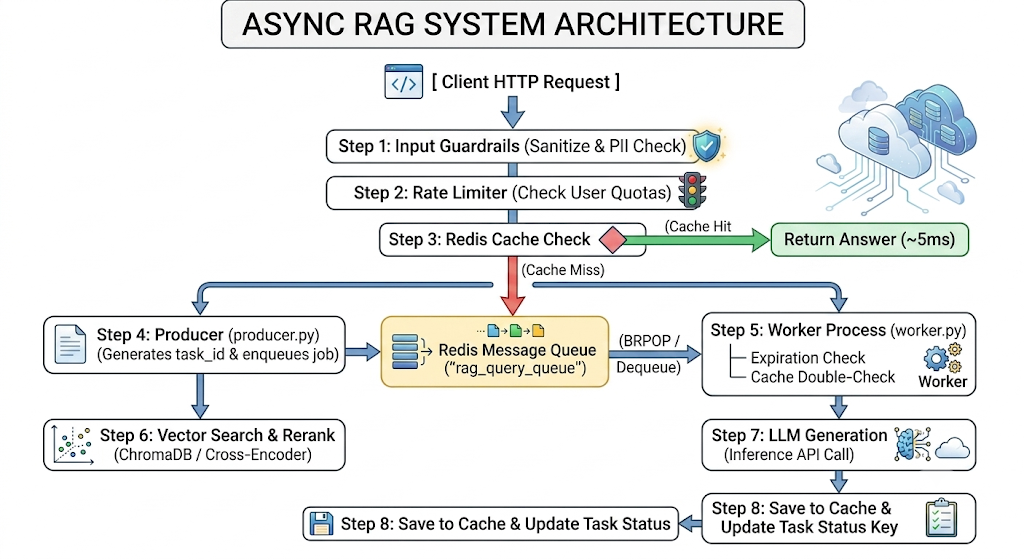 ASYNC RAG SYSTEM ARCHITECTURE
</> [ Client HTTP Request ]
Step 1: Input Guardrails (Sanitize & PII Check)
Step 2: Rate Limiter (Check User Quotas)
Step 3: Redis Cache Check
(Cache Hit
Return Answer (~5ms)
(Cache Miss)
Step 4: Producer (producer.py)
(Generates task_id & enqueues job)
...
Redis Message Queue
("rag_query_queue")
(BRPOP /
Dequeue)
Step 5: Worker Process (worker.py)
Expiration Check
Cache Double-Check
Worker
Step 6: Vector Search & Rerank
(ChromaDB / Cross-Encoder)
Step 7: LLM Generation
(Inference API Call)
Step 8: Save to Cache &
Update Task Status Key
Step 8: Save to Cache & Update Task Status